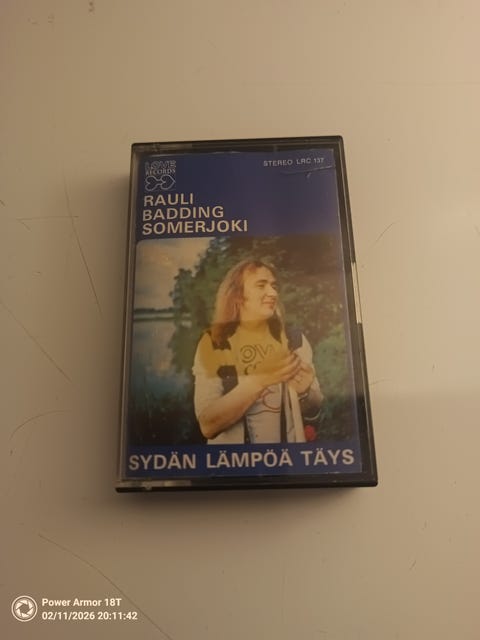 LOVE
RECORDS
STEREO LRC 137
RAULI
BADDING
SOMERJOKI
SYDÄN LÄMPÖÄ TÄYS
Power Armor 18T
02/11/2026 20:11:42